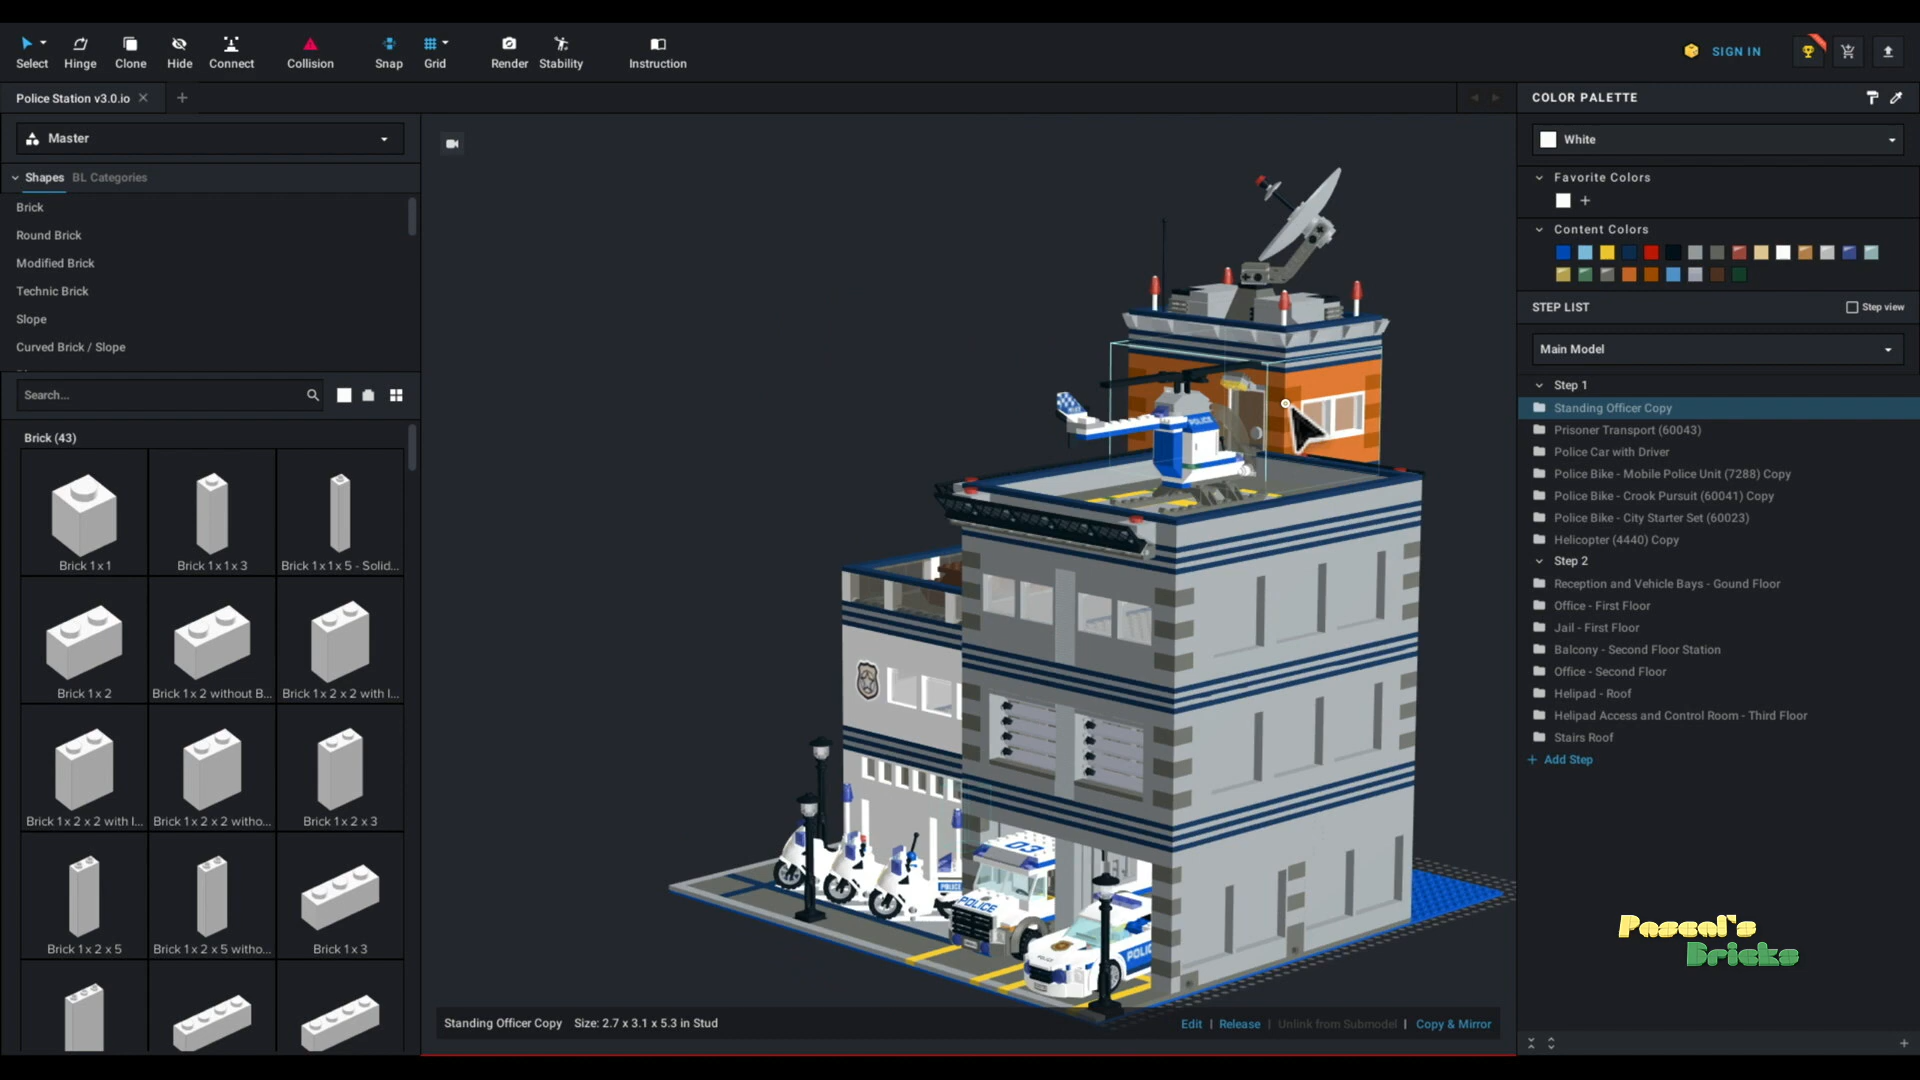 Select
Hinge
Clone
Hide
Connect
Collision
Snap
Grid
Render
Stability
Instruction
SIGN IN
Police Station v3.0.io
COLOR PALETTE
Master
White
Shapes
BL Categories
Favorite Colors
Brick
Round Brick
Content Colors
Modified Brick
Technic Brick
STEP LIST
Step view
Slope
Curved Brick / Slope
Main Model
Search...
Step 1
Standing Officer Copy
Prisoner Transport (60043)
Police Car with Driver
Police Bike - Mobile Police Unit (7288) Copy
Police Bike - Crook Pursuit (60041) Copy
Police Bike - City Starter Set (60023)
Helicopter (4440) Copy
Step 2
Reception and Vehicle Bays - Gound Floor
Office - First Floor
Jail - First Floor
Balcony - Second Floor Station
Office - Second Floor
Helipad - Roof
Helipad Access and Control Room - Third Floor
Stairs Roof
Add Step
Brick (43)
Brick 1 x 1
Brick 1 x 1 x 3
Brick 1 x 1 x 5 - Solid...
Brick 1 x 2
Brick 1 x 2 without B...
Brick 1 x 2 x 2 with I...
Brick 1 x 2 x 2 with I...
Brick 1 x 2 x 2 witho...
Brick 1 x 2 x 3
Brick 1 x 2 x 5
Brick 1 x 2 x 5 witho...
Brick 1 x 3
POLICE
03
POLICE
POLICE
POLIC
Pascal's
Bricks
Standing Officer Copy
Size: 2.7 x 3.1 x 5.3 in Stud
Edit | Release | Unlink from Submodel | Copy & Mirror